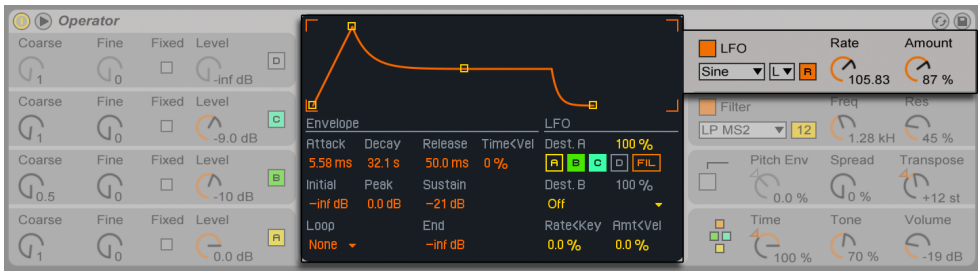 Operator
Coarse Fine Fixed Level
1 0 -inf dB D
Coarse Fine Fixed Level
1 0 -9.0 dB C
Coarse Fine Fixed Level
0.5 0 -10 dB B
Coarse Fine Fixed Level
1 0 0.0 dB A
Envelope
Attack Decay Release Time<Vel
5.58 ms 32.1 s 50.0 ms 0 %
Initial Peak Sustain
-inf dB 0.0 dB -21 dB
Loop End
None -inf dB
LFO
Dest. A 100 %
A B C D FIL
Dest. B 100 %
Off
Rate<Key Amt<Vel
0.0 % 0.0 %
LFO Rate Amount
Sine L R 105.83 87 %
Filter Freq Res
LP MS2 12 1.28 kH 45 %
Pitch Env Spread Transpose
0.0 % 0 % +12 st
Time Tone Volume
100 % 70 % -19 dB